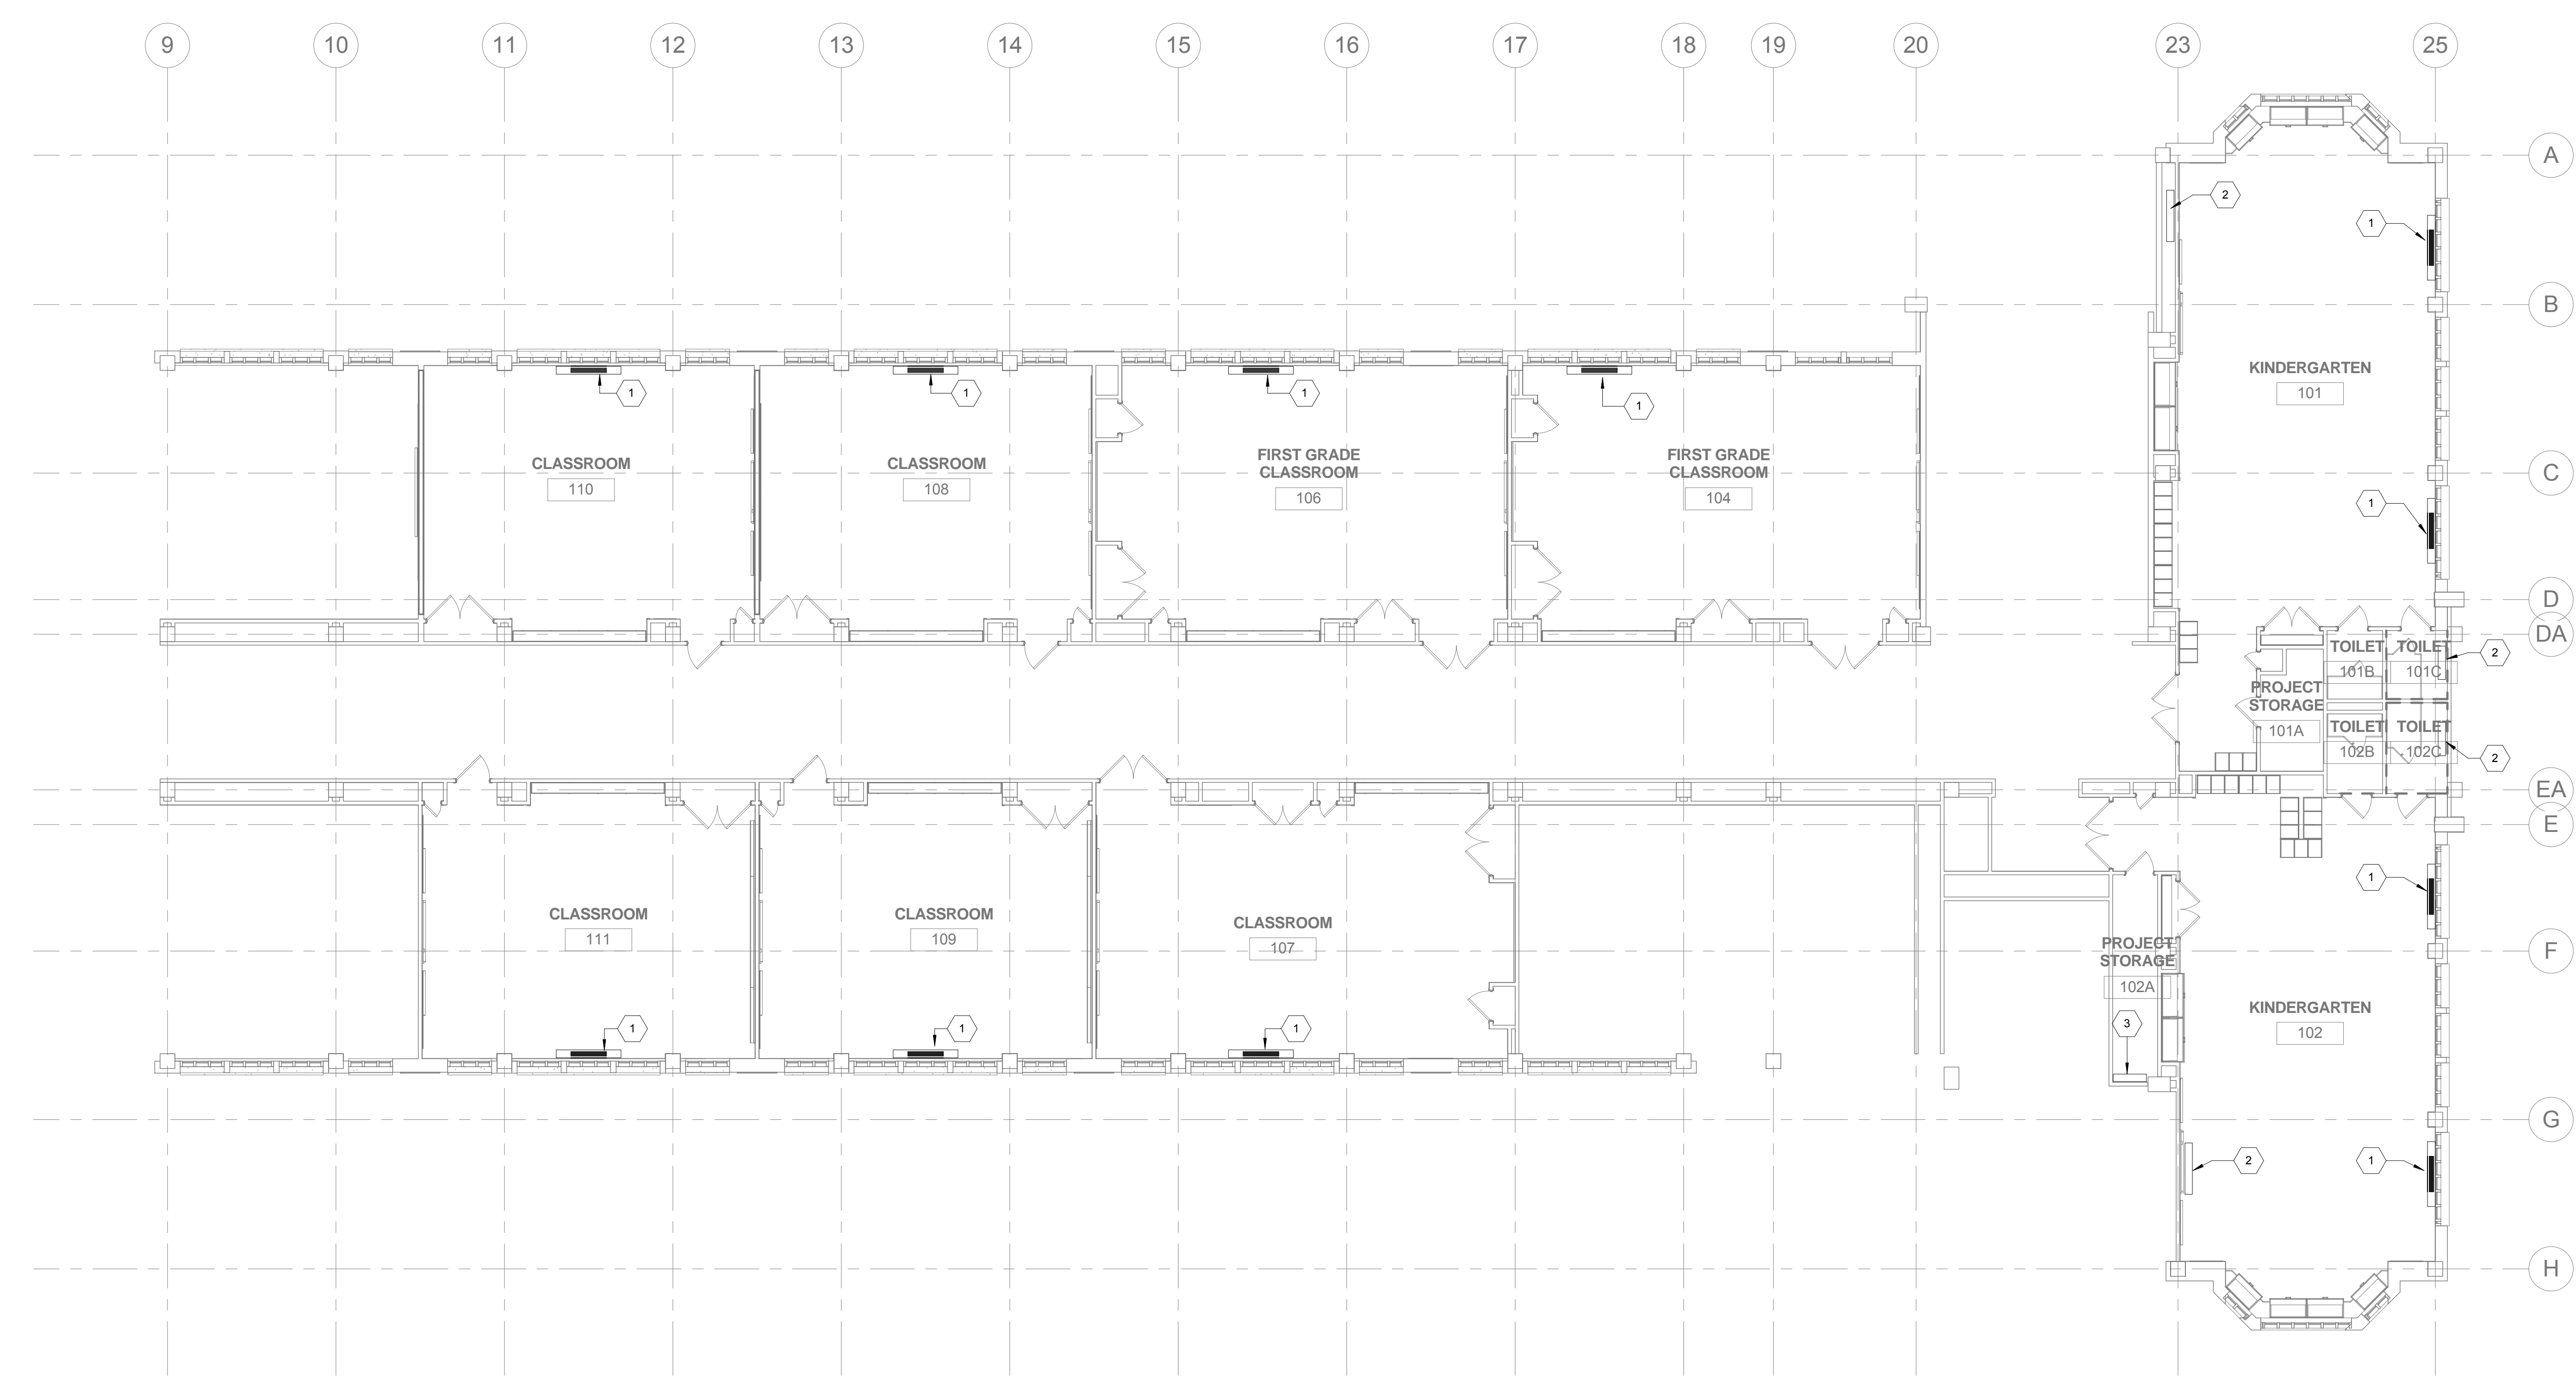 9
10
11
12
13
14
15
16
17
18
19
20
23
25
A
2
1
B
KINDERGARTEN
101
1
1
1
1
CLASSROOM
110
CLASSROOM
108
FIRST GRADE
CLASSROOM
106
FIRST GRADE
CLASSROOM
104
C
1
D
DA
TOILET
101B
TOILET
101C
2
PROJECT
STORAGE
101A
TOILET
102B
TOILET
102C
2
EA
E
1
CLASSROOM
111
CLASSROOM
109
CLASSROOM
107
PROJECT
STORAGE
102A
F
KINDERGARTEN
102
1
1
1
3
G
2
1
H